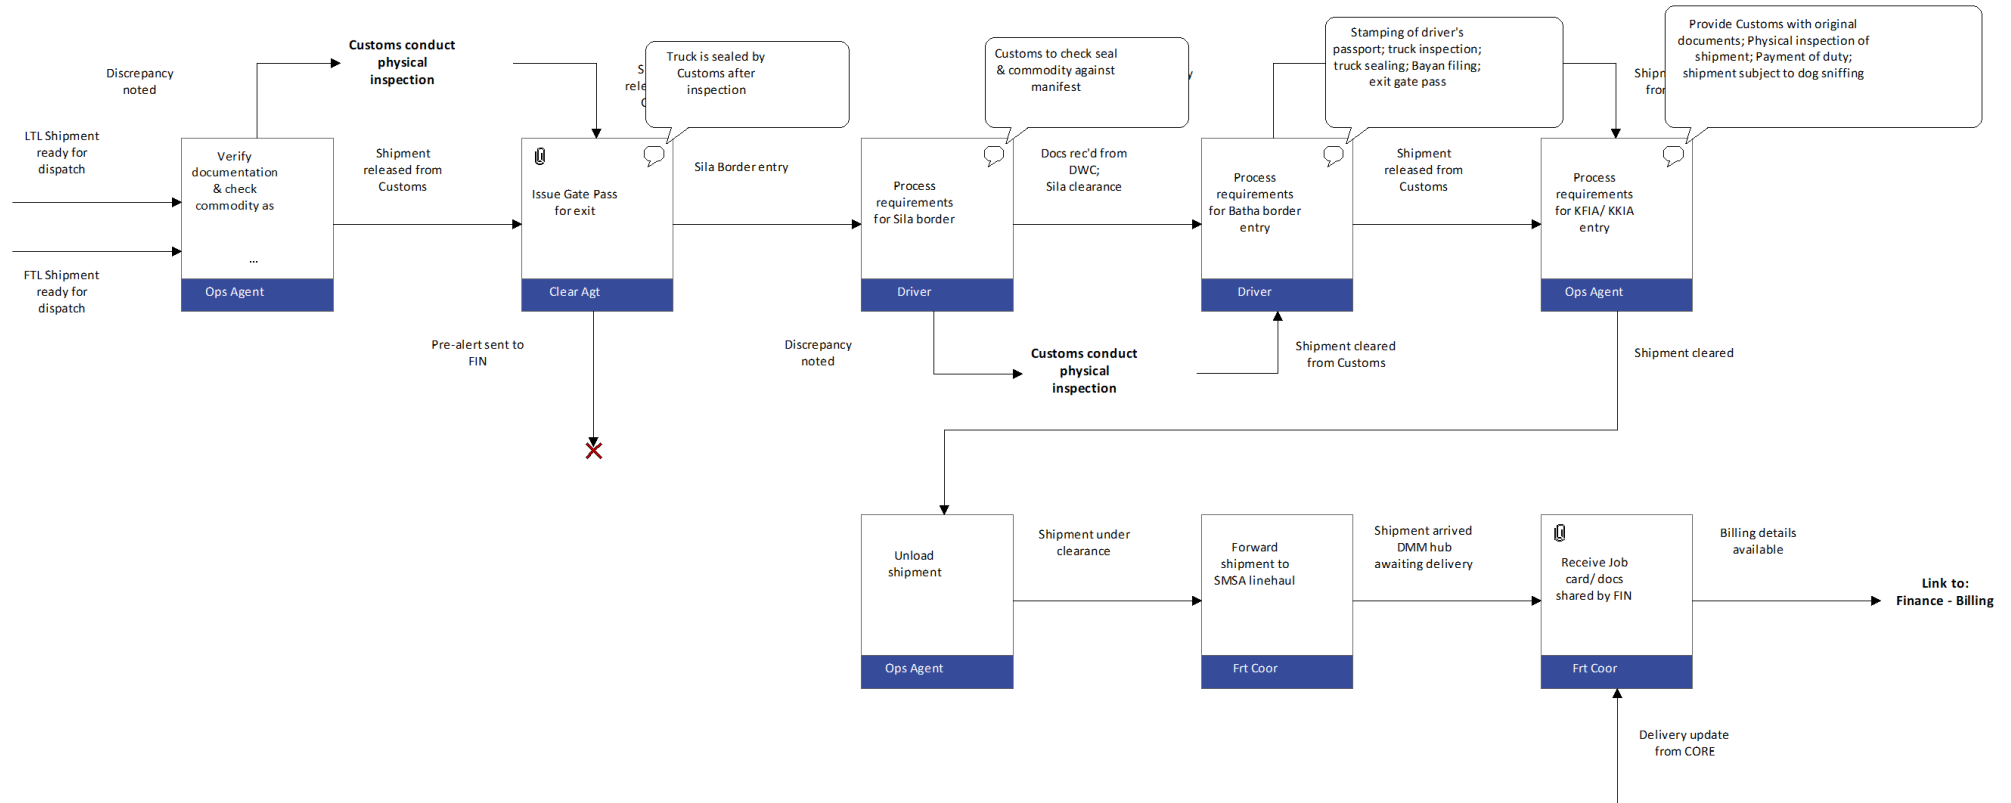 Customs conduct
physical
inspection
Discrepancy
noted
Truck is sealed by
Customs after
inspection
Customs to check seal
& commodity against
manifest
Stamping of driver's
passport; truck inspection;
truck sealing; Bayan filing;
exit gate pass
Provide Customs with original
documents; Physical inspection of
shipment; Payment of duty;
shipment subject to dog sniffing
LTL Shipment
ready for
dispatch
FTL Shipment
ready for
dispatch
Verify
documentation
& check
commodity as
...
Ops Agent
Shipment
released from
Customs
Issue Gate Pass
for exit
Clear Agt
Sila Border entry
Process
requirements
for Sila border
Driver
Docs rec'd from
DWC;
Sila clearance
Process
requirements
for Batha border
entry
Driver
Shipment
released from
Customs
Process
requirements
for KFIA/ KKIA
entry
Ops Agent
Pre-alert sent to
FIN
Discrepancy
noted
Customs conduct
physical
inspection
Shipment cleared
from Customs
Shipment cleared
Unload
shipment
Ops Agent
Shipment under
clearance
Forward
shipment to
SMSA linehaul
Frt Coor
Shipment arrived
DMM hub
awaiting delivery
Receive Job
card/ docs
shared by FIN
Frt Coor
Billing details
available
Link to:
Finance - Billing
Delivery update
from CORE